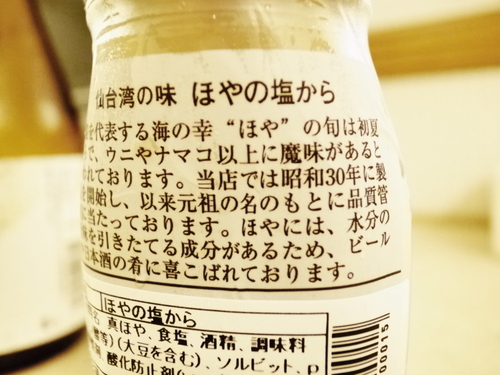 仙台湾の味 ほやの塩から
を代表する海の幸 “ほや” の旬は初夏
で、ウニやナマコ以上に魔味があると
れております。当店では昭和30年に製
開始し、以来元祖の名のもとに品質管
に当たっております。ほやには、水分の
を引きたてる成分があるため、ビール
日本酒の肴に喜こばれております。
ほやの塩から
名 真ほや、食塩、酒精、調味料
等)(大豆を含む)、ソルビット、p
酸化防止剤(
00015